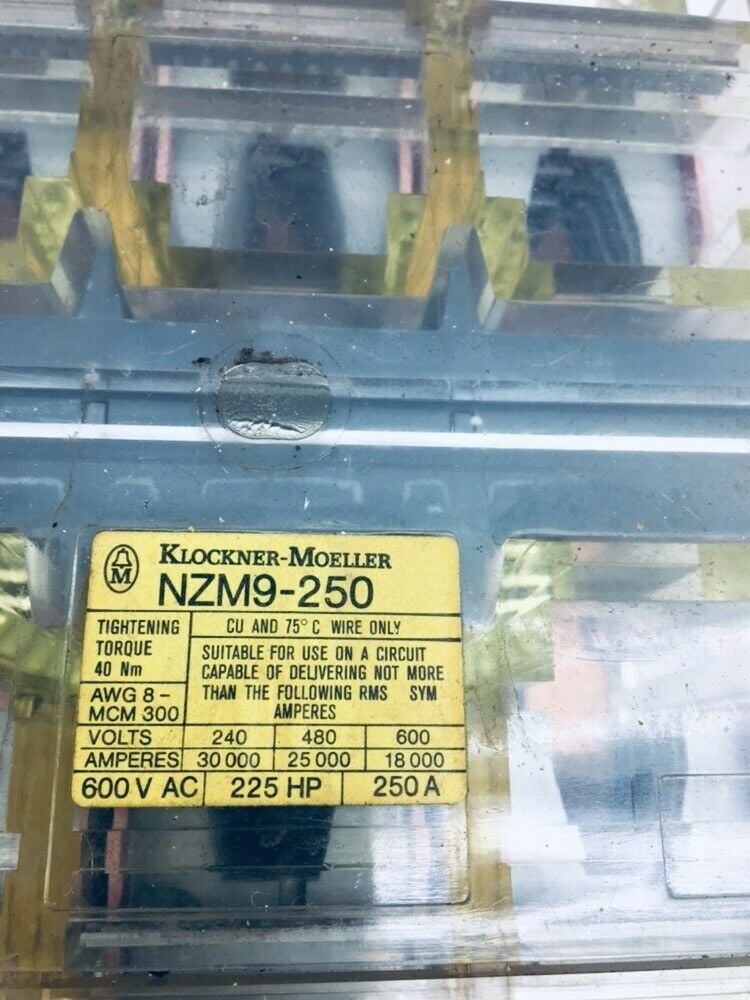 M
KLOCKNER-MOELLER
NZM9-250
TIGHTENING
TORQUE
40 Nm
AWG 8 -
MCM 300
CU AND 75° C WIRE ONLY
SUITABLE FOR USE ON A CIRCUIT
CAPABLE OF DELIVERING NOT MORE
THAN THE FOLLOWING RMS SYM
AMPERES
VOLTS 240 480 600
AMPERES 30 000 25 000 18 000
600 V AC 225 HP 250 A